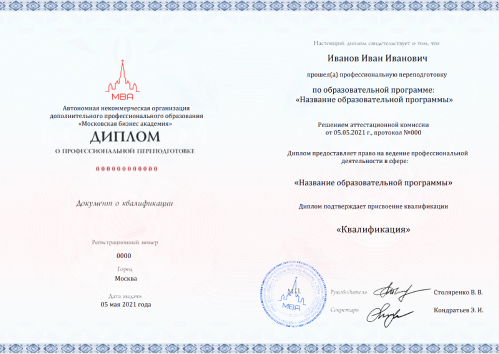 МВА
Автономная некоммерческая организация
дополнительного профессионального образования
«Московская бизнес академия»
ДИПЛОМ
О ПРОФЕССИОНАЛЬНОЙ ПЕРЕПОДГОТОВКЕ
000000000000
Документ о квалификации
Регистрационный номер
0000
Город
Москва
Дата выдачи
05 мая 2021 года
Настоящий диплом свидетельствует о том, что
Иванов Иван Иванович
прошел(а) профессиональную переподготовку
по образовательной программе:
«Название образовательной программы»
Решением аттестационной комиссии
от 05.05.2021 г., протокол №000
Диплом предоставляет право на ведение профессиональной
деятельности в сфере:
«Название образовательной программы»
Диплом подтверждает присвоение квалификации
«Квалификация»
М.П.
МВА
Руководитель
Столяренко В. В.
Секретарь
Кондратьев Э. И.